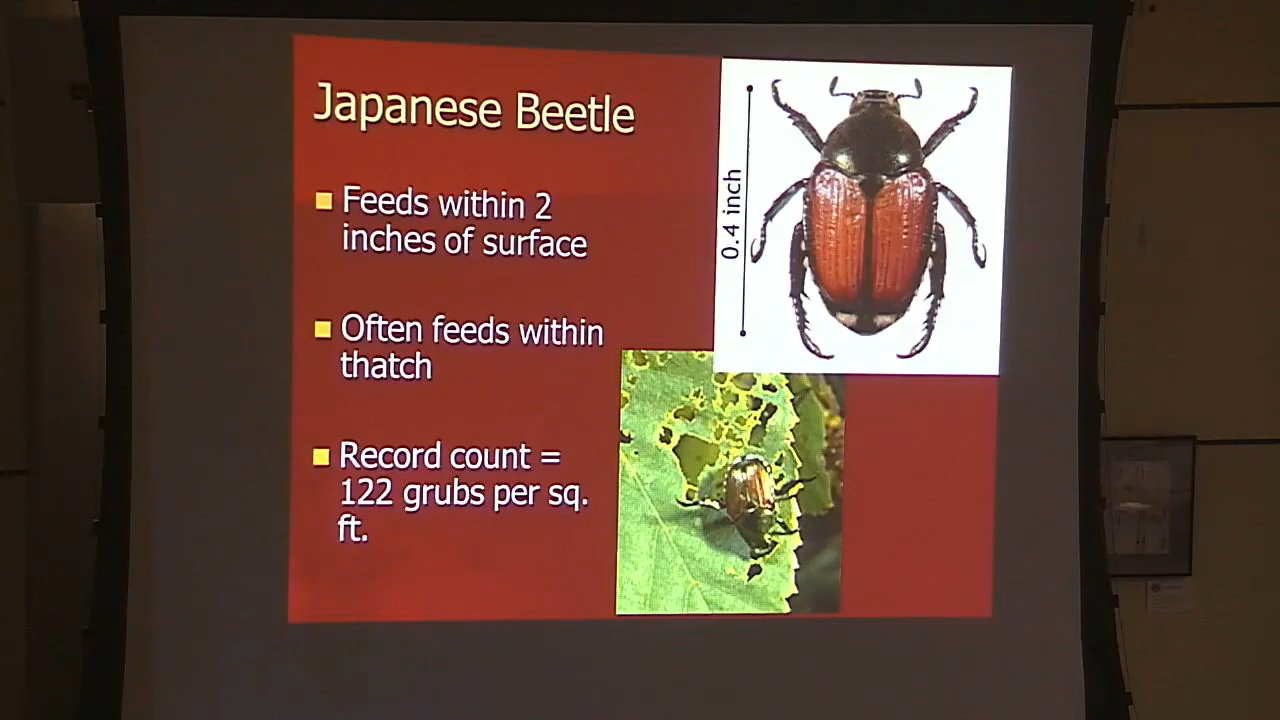 Japanese Beetle
Feeds within 2
inches of surface
Often feeds within
thatch
Record count =
122 grubs per sq.
ft.
0.4 inch